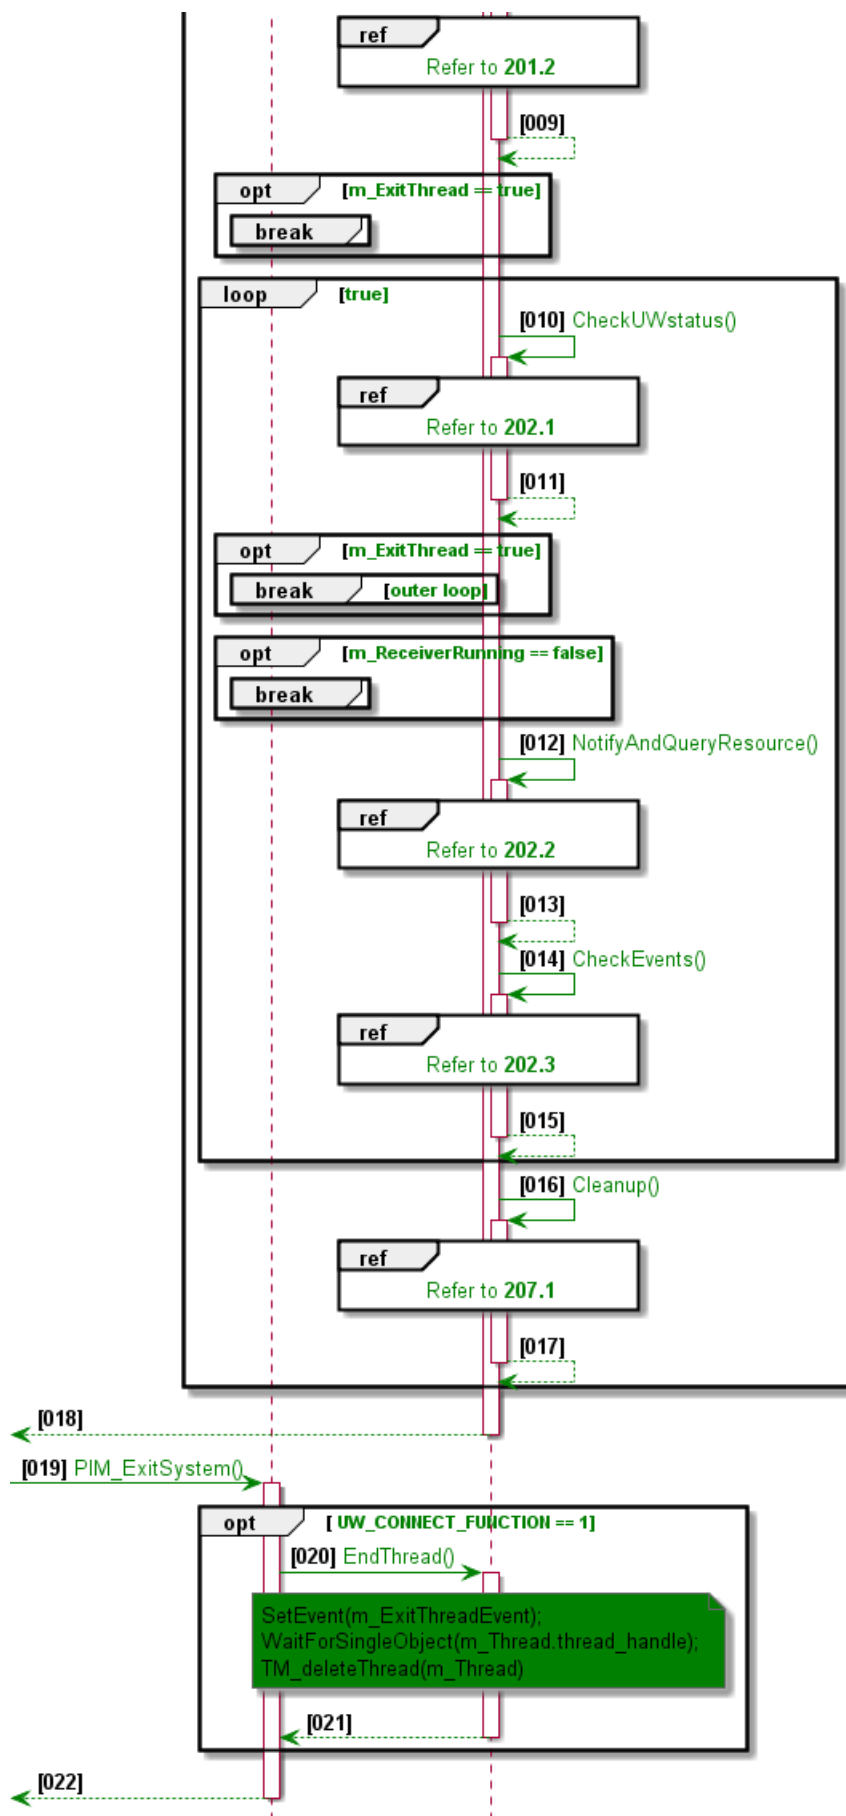 ref
Refer to 201.2
[009]
opt [m_ExitThread == true]
break
loop [true]
[010] CheckUWstatus()
ref
Refer to 202.1
[011]
opt [m_ExitThread == true]
break [outer loop]
opt [m_ReceiverRunning == false]
break
[012] NotifyAndQueryResource()
ref
Refer to 202.2
[013]
[014] CheckEvents()
ref
Refer to 202.3
[015]
[016] Cleanup()
ref
Refer to 207.1
[017]
[018]
[019] PIM_ExitSystem()
opt [ UW_CONNECT_FUNCTION == 1]
[020] EndThread()
SetEvent(m_ExitThreadEvent);
WaitForSingleObject(m_Thread.thread_handle);
TM_deleteThread(m_Thread)
[021]
[022]